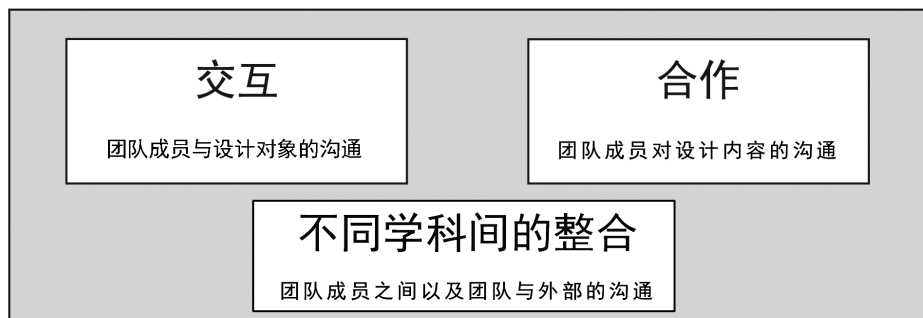 交互
团队成员与设计对象的沟通
合作
团队成员对设计内容的沟通
不同学科间的整合
团队成员之间以及团队与外部的沟通